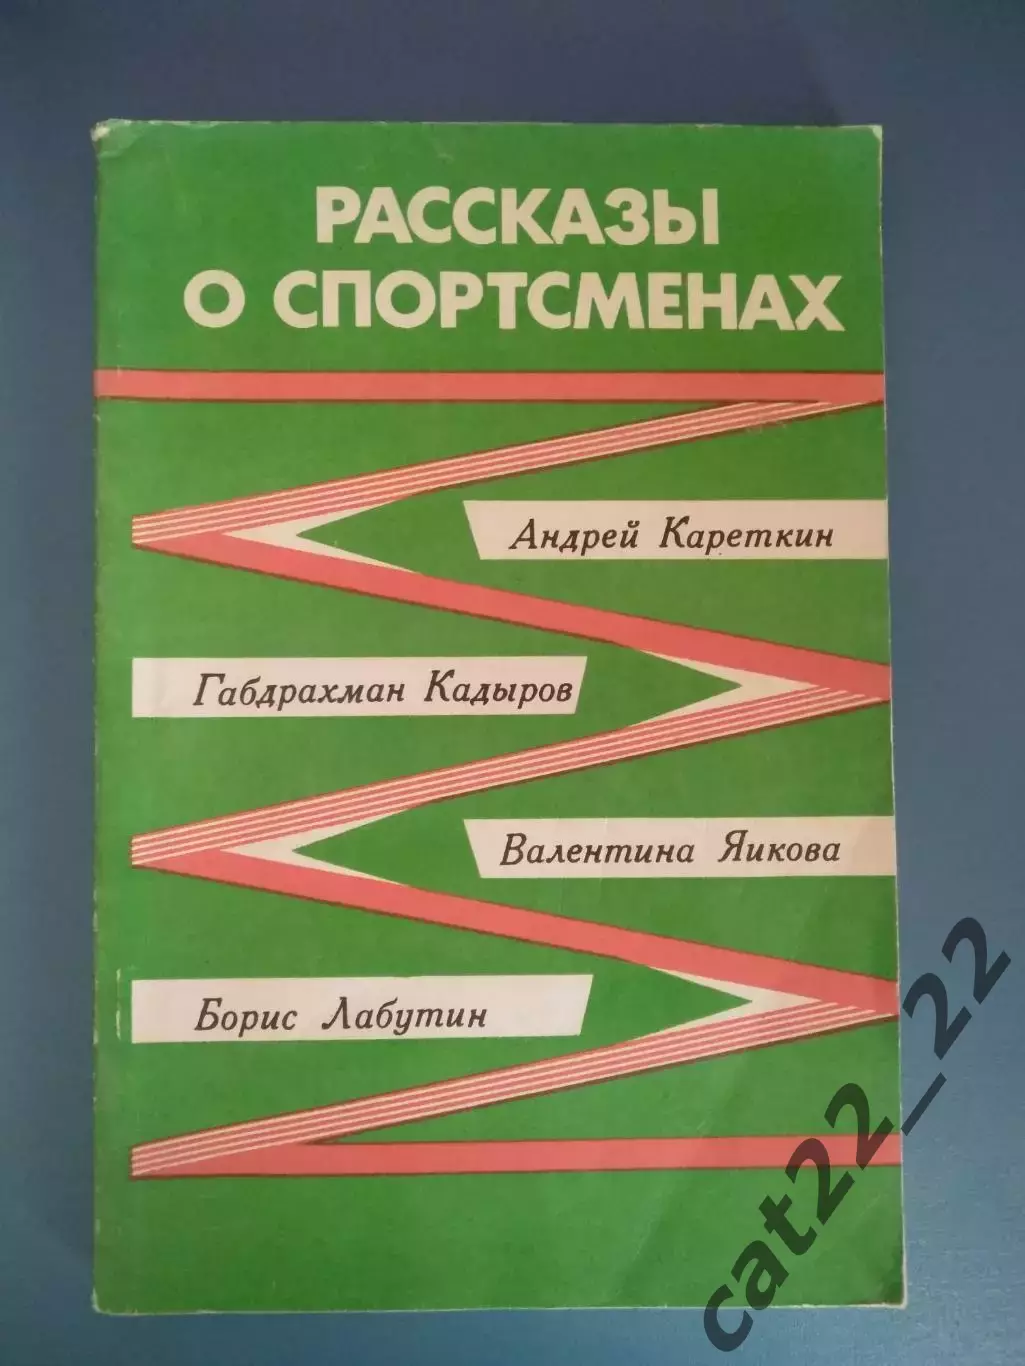 РАССКАЗЫ
О СПОРТСМЕНАХ
Андрей Кареткин
Габдрахман Кадыров
Валентина Яикова
Борис Лабутин
cat22_22